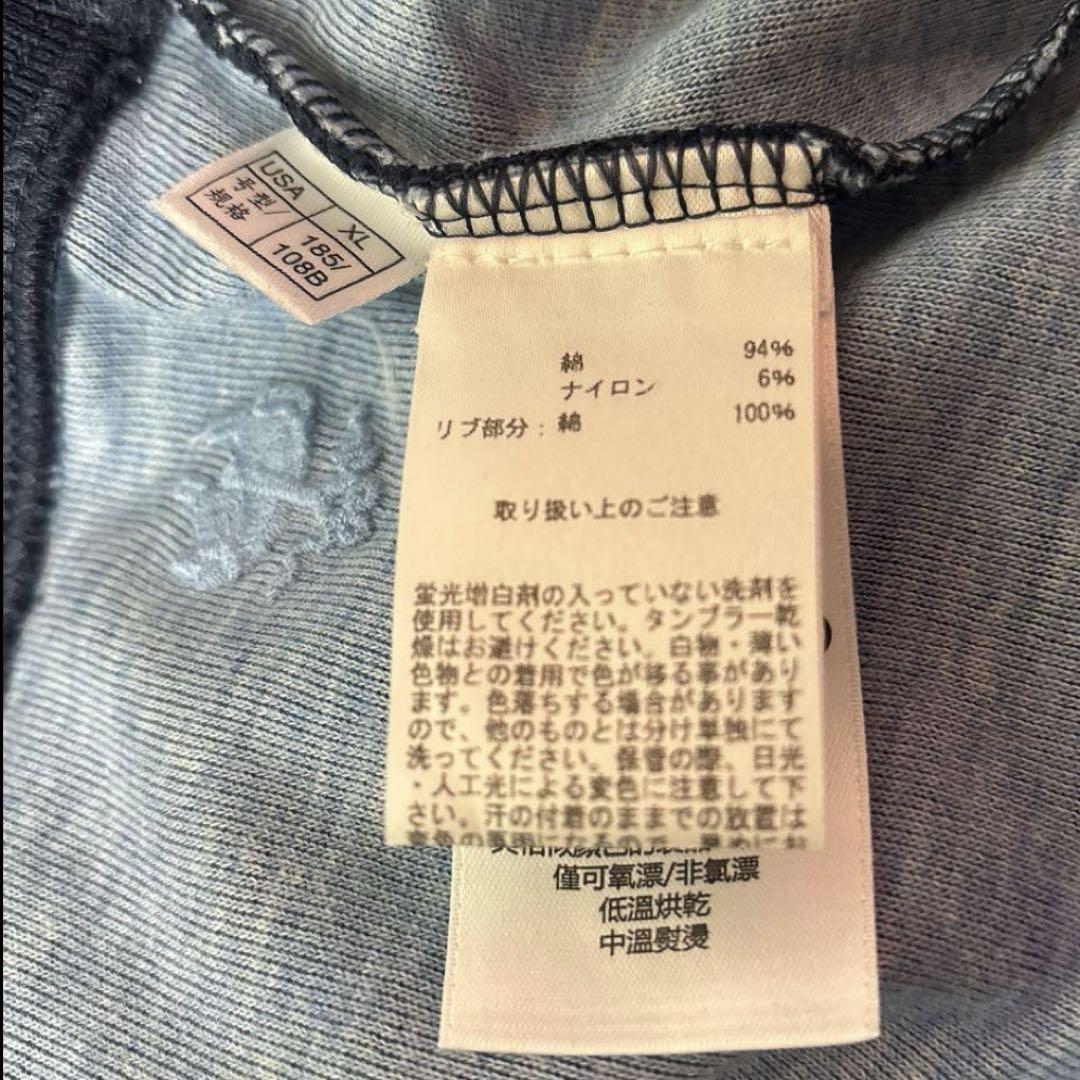 USA XL
号型/ 185/
规格 108B
綿 94%
ナイロン 6%
リブ部分：綿 100%
取り扱い上のご注意
蛍光増白剤の入っていない洗剤を
使用してください。タンブラー乾
燥はお避けください。白物・薄い
色物との着用で色が移る事があり
ます。色落ちする場合があります
ので、他のものとは分け単独にて
洗ってください。保管の際、日光
・人工光による変色に注意して下
さい。汗の付着のままでの放置は
僅可氧漂/非氯漂
低溫烘乾
中溫熨燙